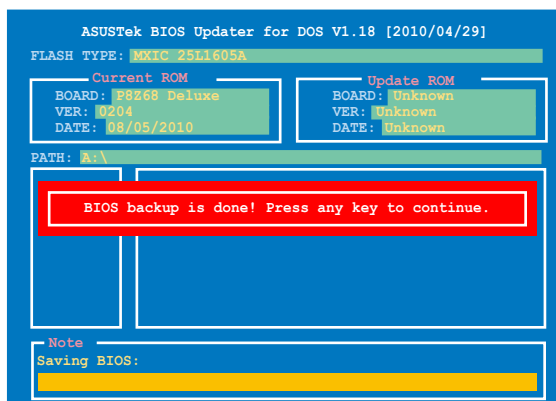 ASUSTek BIOS Updater for DOS V1.18 [2010/04/29]
FLASH TYPE: MXIC 25L1605A
Current ROM
BOARD: P8Z68 Deluxe
VER: 0204
DATE: 08/05/2010
Update ROM
BOARD: Unknown
VER: Unknown
DATE: Unknown
PATH: A:\
BIOS backup is done! Press any key to continue.
Note
Saving BIOS: